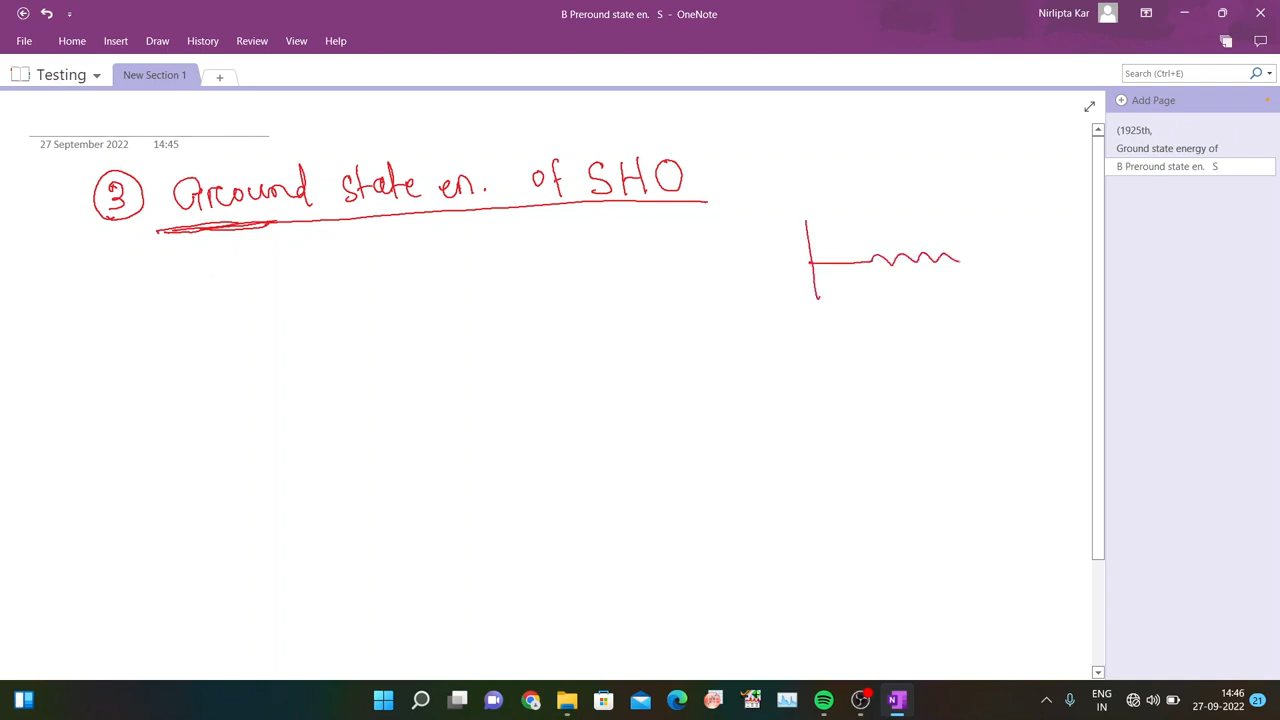 B Preround state en. S - OneNote
Nirlipta Kar
File Home Insert Draw History Review View Help
Testing
New Section 1
Search (Ctrl+E)
Add Page
(1925th,
Ground state energy of
B Preround state en. S
27 September 2022 14:45
3 Ground state en. of SHO
ENG
IN
14:46
27-09-2022
21